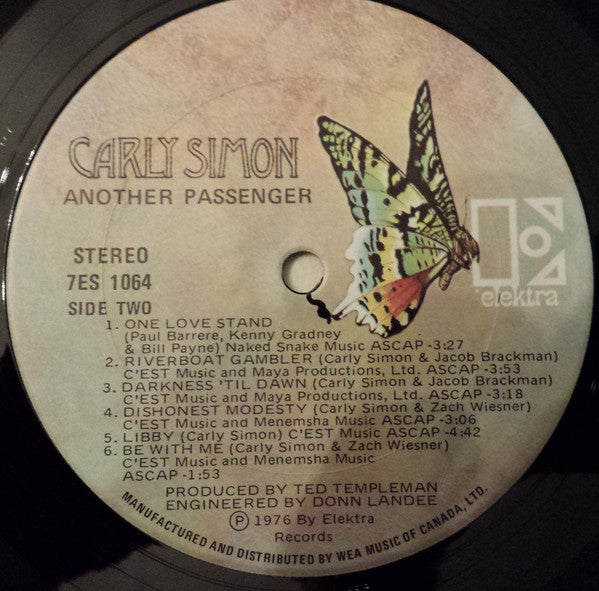 CARLY SIMON
ANOTHER PASSENGER
elektra
STEREO
7ES 1064
SIDE TWO
1. ONE LOVE STAND
(Paul Barrere, Kenny Gradney
& Bill Payne) Naked Snake Music ASCAP -3:27
2. RIVERBOAT GAMBLER (Carly Simon & Jacob Brackman)
C'EST Music and Maya Productions, Ltd. ASCAP -3:53
3. DARKNESS 'TIL DAWN (Carly Simon & Jacob Brackman)
C'EST Music and Maya Productions, Ltd. ASCAP -3:18
4. DISHONEST MODESTY (Carly Simon & Zach Wiesner)
C'EST Music and Menemsha Music ASCAP -3:06
5. LIBBY (Carly Simon) C'EST Music ASCAP -4:42
6. BE WITH ME (Carly Simon & Zach Wiesner)
C'EST Music and Menemsha Music
ASCAP -1:53
PRODUCED BY TED TEMPLEMAN
ENGINEERED BY DONN LANDEE
℗ 1976 By Elektra
Records
MANUFACTURED AND DISTRIBUTED BY WEA MUSIC OF CANADA, LTD.